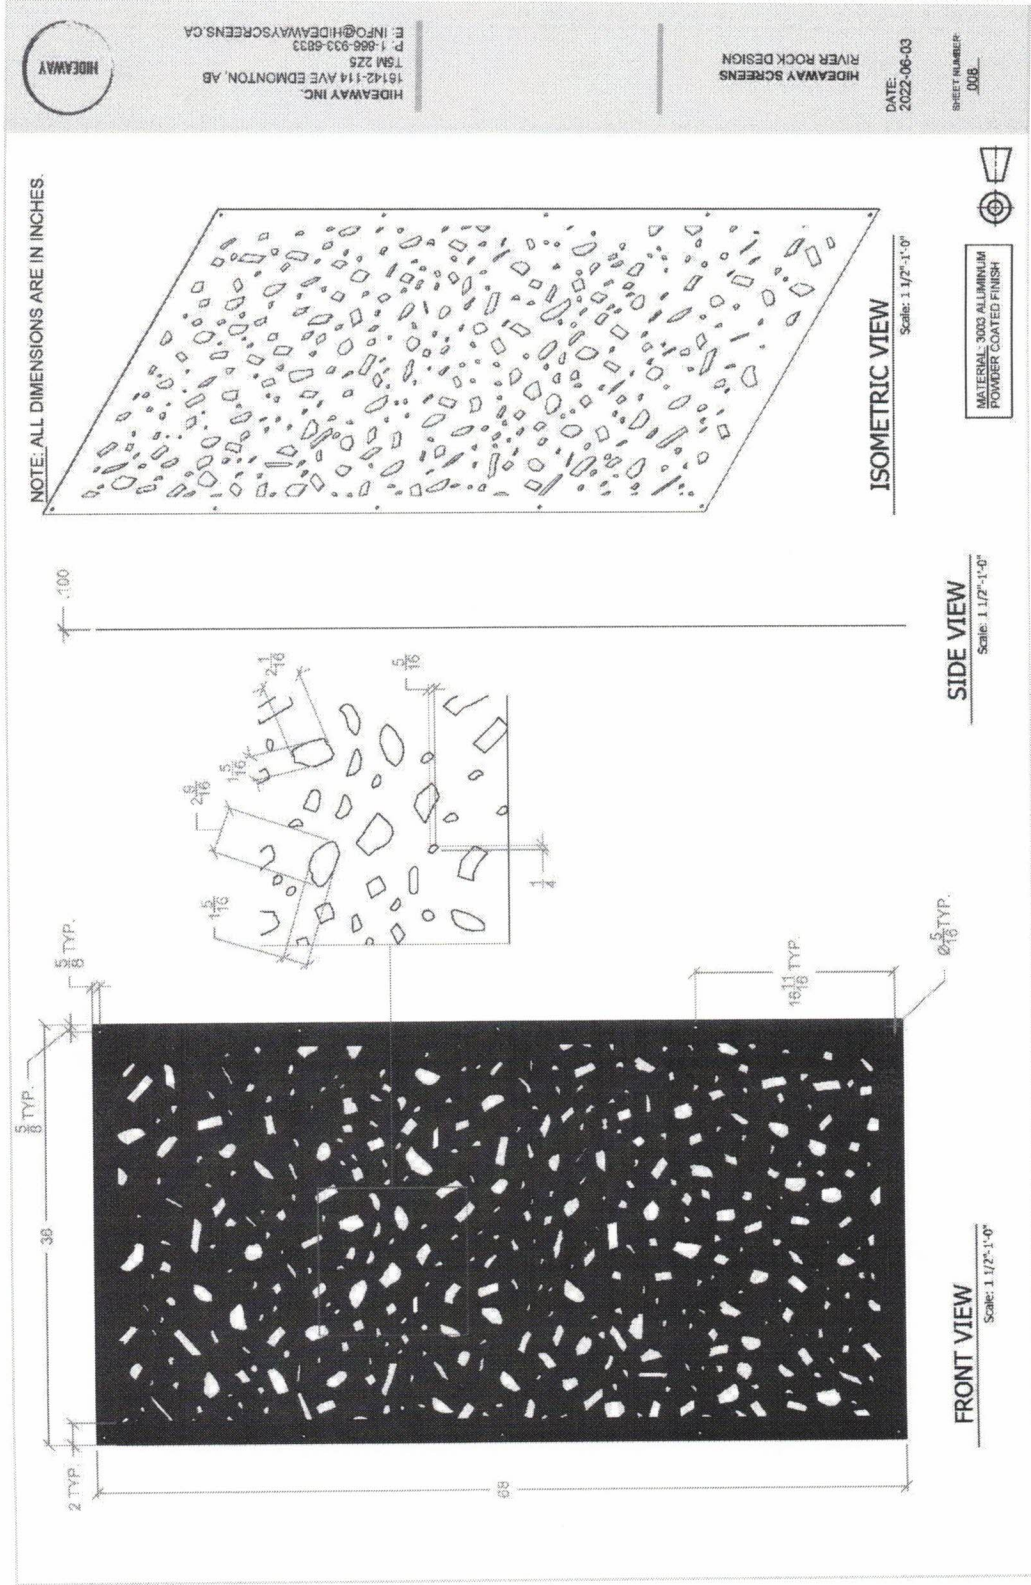 NOTE: ALL DIMENSIONS ARE IN INCHES.
HIDEAWAY
HIDEAWAY INC.
16142-114 AVE EDMONTON, AB
T5M 2Z5
P: 1-866-933-6833
E: INFO@HIDEAWAYSCREENS.CA
HIDEAWAY SCREENS
RIVER ROCK DESIGN
DATE:
2022-06-03
SHEET NUMBER:
008
2 TYP.
36
5/8 TYP.
5/8 TYP.
68
16 11/16 TYP.
Ø 5/16 TYP.
1 5/16
1 5/16
2 1/16
5/16
1/4
.100
FRONT VIEW
Scale: 1 1/2"-1'-0"
SIDE VIEW
Scale: 1 1/2"-1'-0"
ISOMETRIC VIEW
Scale: 1 1/2"-1'-0"
MATERIAL: 3003 ALUMINUM
POWDER COATED FINISH